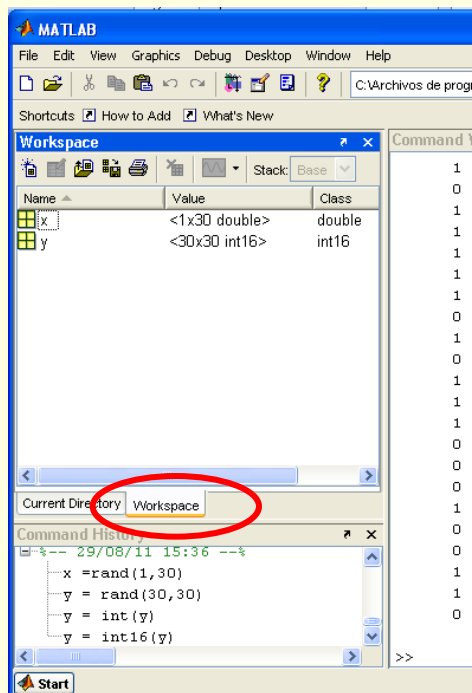 MATLAB
File Edit View Graphics Debug Desktop Window Help
C:\Archivos de prog
Shortcuts How to Add What's New
Workspace
Stack: Base
Name Value Class
x <1x30 double> double
y <30x30 int16> int16
Current Directory Workspace
Command History
%-- 29/08/11 15:36 --%
x =rand(1,30)
y = rand(30,30)
y = int(y)
y = int16(y)
Start
Command
1
0
1
1
1
1
1
0
1
0
1
1
1
0
0
0
1
0
0
1
1
0
>>